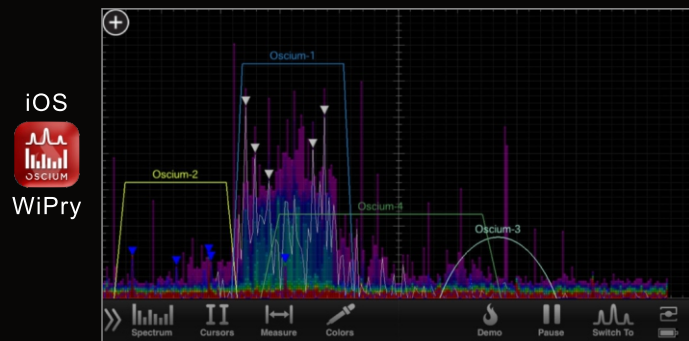 iOS
OSCIUM
WiPry
Oscium-1
Oscium-2
Oscium-4
Oscium-3
Spectrum
Cursors
Measure
Colors
Demo
Pause
Switch To